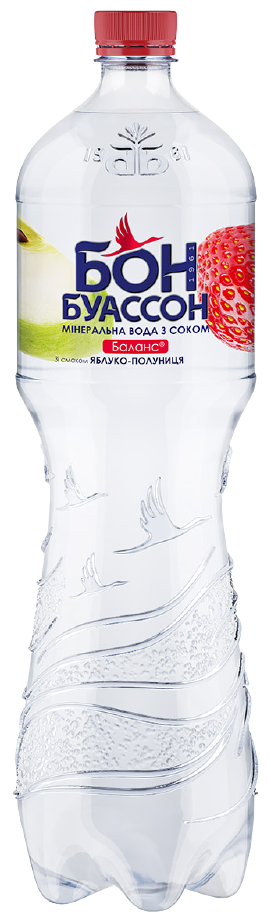 БОН
1961
БУАССОН
МІНЕРАЛЬНА ВОДА З СОКОМ
Баланс®
Зі смаком ЯБЛУКО-ПОЛУНИЦЯ